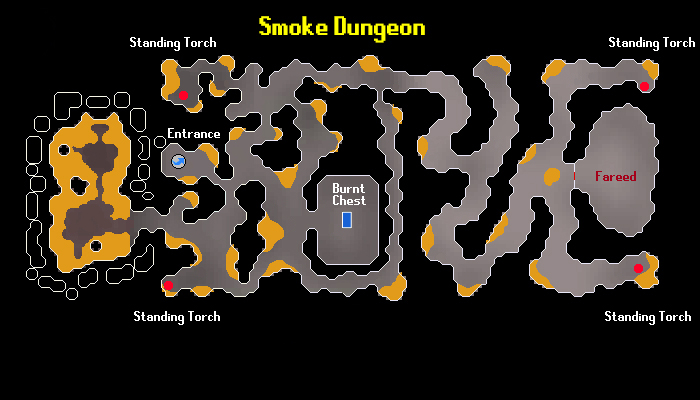 Smoke Dungeon
Standing Torch
Standing Torch
Entrance
Fareed
Burnt
Chest
Standing Torch
Standing Torch